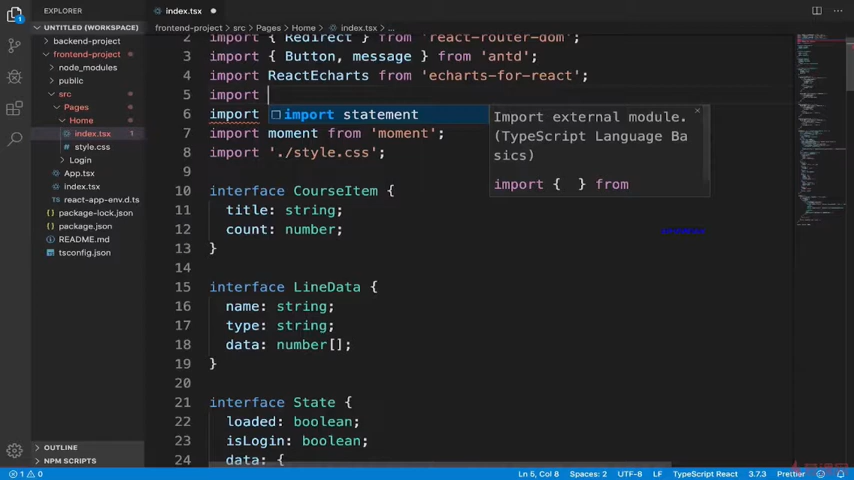 EXPLORER
index.tsx
UNTITLED (WORKSPACE)
frontend-project > src > Pages > Home > index.tsx > ...
backend-project
frontend-project
node_modules
public
src
Pages
Home
index.tsx 1
style.css
Login
App.tsx
index.tsx
react-app-env.d.ts
package-lock.json
package.json
README.md
tsconfig.json
OUTLINE
NPM SCRIPTS
2 import { Redirect } from 'react-router-dom';
3 import { Button, message } from 'antd';
4 import ReactEcharts from 'echarts-for-react';
5 import
6 import
import statement
Import external module.
(TypeScript Language Ba
sics)
import { } from
7 import moment from 'moment';
8 import './style.css';
9
10 interface CourseItem {
11 title: string;
12 count: number;
13 }
14
15 interface LineData {
16 name: string;
17 type: string;
18 data: number[];
19 }
20
21 interface State {
22 loaded: boolean;
23 isLogin: boolean;
24 data: {
1 0
Ln 5, Col 8
Spaces: 2
UTF-8
LF
TypeScript React
3.7.3
Prettier